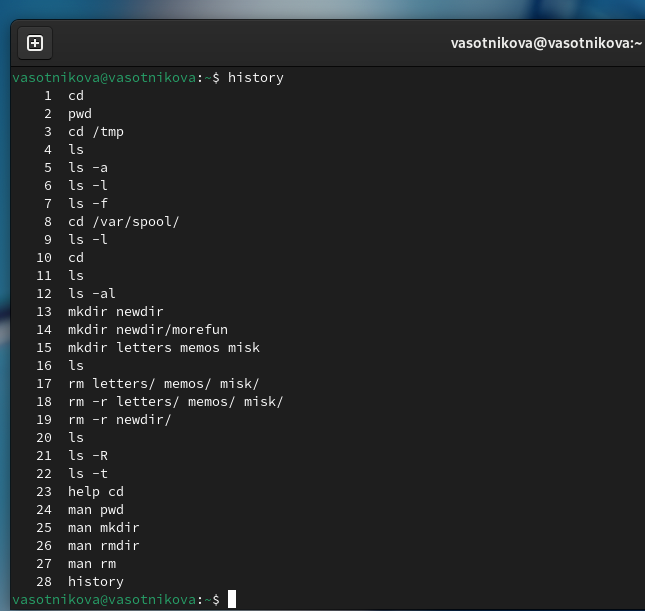 vasotnikova@vasotnikova:~
vasotnikova@vasotnikova:~$ history
1 cd
2 pwd
3 cd /tmp
4 ls
5 ls -a
6 ls -l
7 ls -f
8 cd /var/spool/
9 ls -l
10 cd
11 ls
12 ls -al
13 mkdir newdir
14 mkdir newdir/morefun
15 mkdir letters memos misk
16 ls
17 rm letters/ memos/ misk/
18 rm -r letters/ memos/ misk/
19 rm -r newdir/
20 ls
21 ls -R
22 ls -t
23 help cd
24 man pwd
25 man mkdir
26 man rmdir
27 man rm
28 history
vasotnikova@vasotnikova:~$